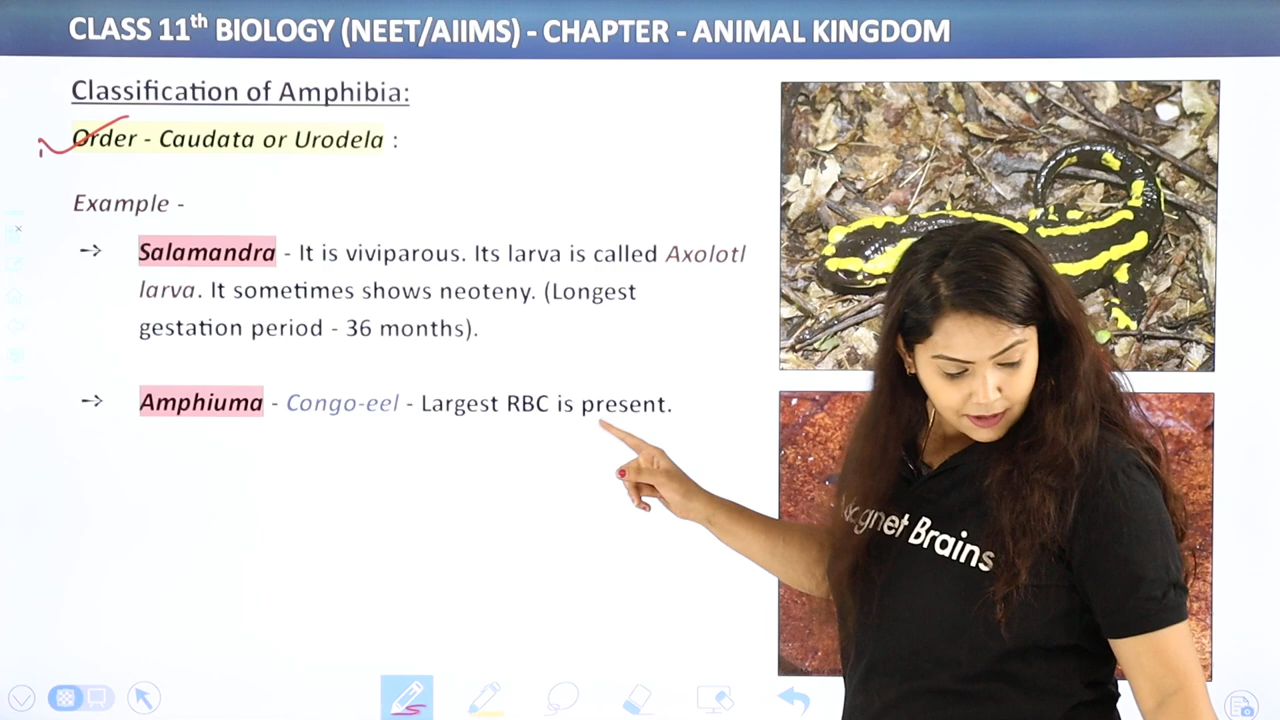 CLASS 11th BIOLOGY (NEET/AIIMS) - CHAPTER - ANIMAL KINGDOM
Classification of Amphibia:
Order - Caudata or Urodela :
Example -
-> Salamandra - It is viviparous. Its larva is called Axolotl
larva. It sometimes shows neoteny. (Longest
gestation period - 36 months).
-> Amphiuma - Congo-eel - Largest RBC is present.
Brains